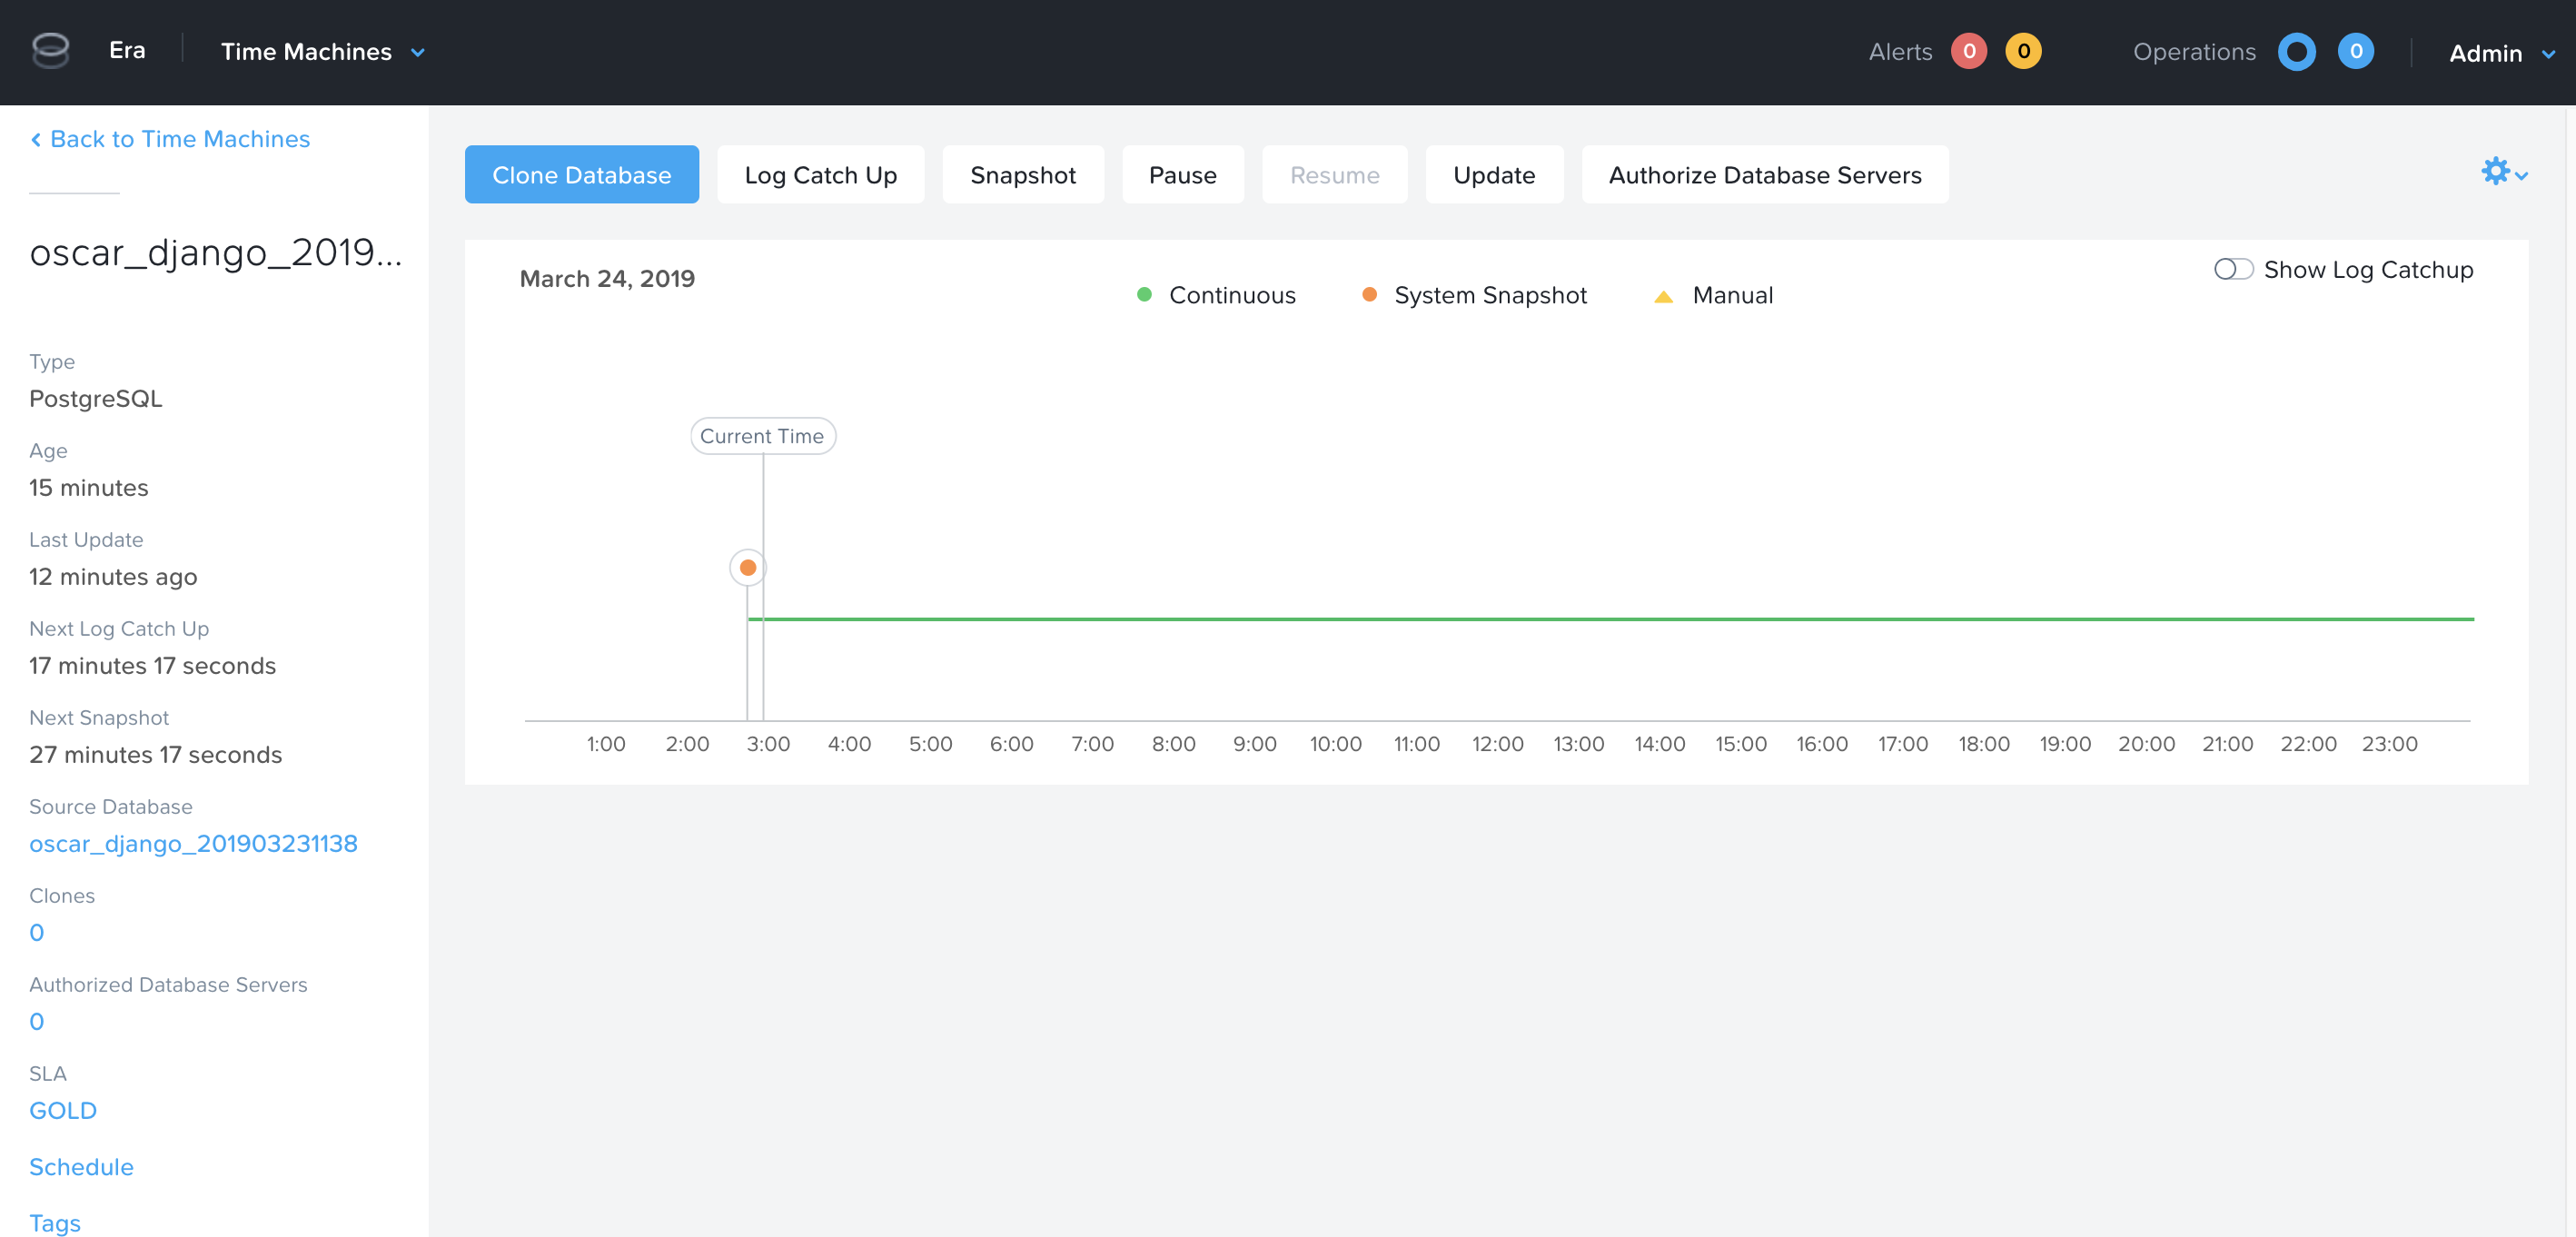 Era
Time Machines
Alerts 0 0
Operations 0
Admin
Back to Time Machines
oscar_django_2019...
Type
PostgreSQL
Age
15 minutes
Last Update
12 minutes ago
Next Log Catch Up
17 minutes 17 seconds
Next Snapshot
27 minutes 17 seconds
Source Database
oscar_django_201903231138
Clones
0
Authorized Database Servers
0
SLA
GOLD
Schedule
Tags
Clone Database
Log Catch Up
Snapshot
Pause
Resume
Update
Authorize Database Servers
March 24, 2019
Continuous
System Snapshot
Manual
Show Log Catchup
Current Time
1:00 2:00 3:00 4:00 5:00 6:00 7:00 8:00 9:00 10:00 11:00 12:00 13:00 14:00 15:00 16:00 17:00 18:00 19:00 20:00 21:00 22:00 23:00